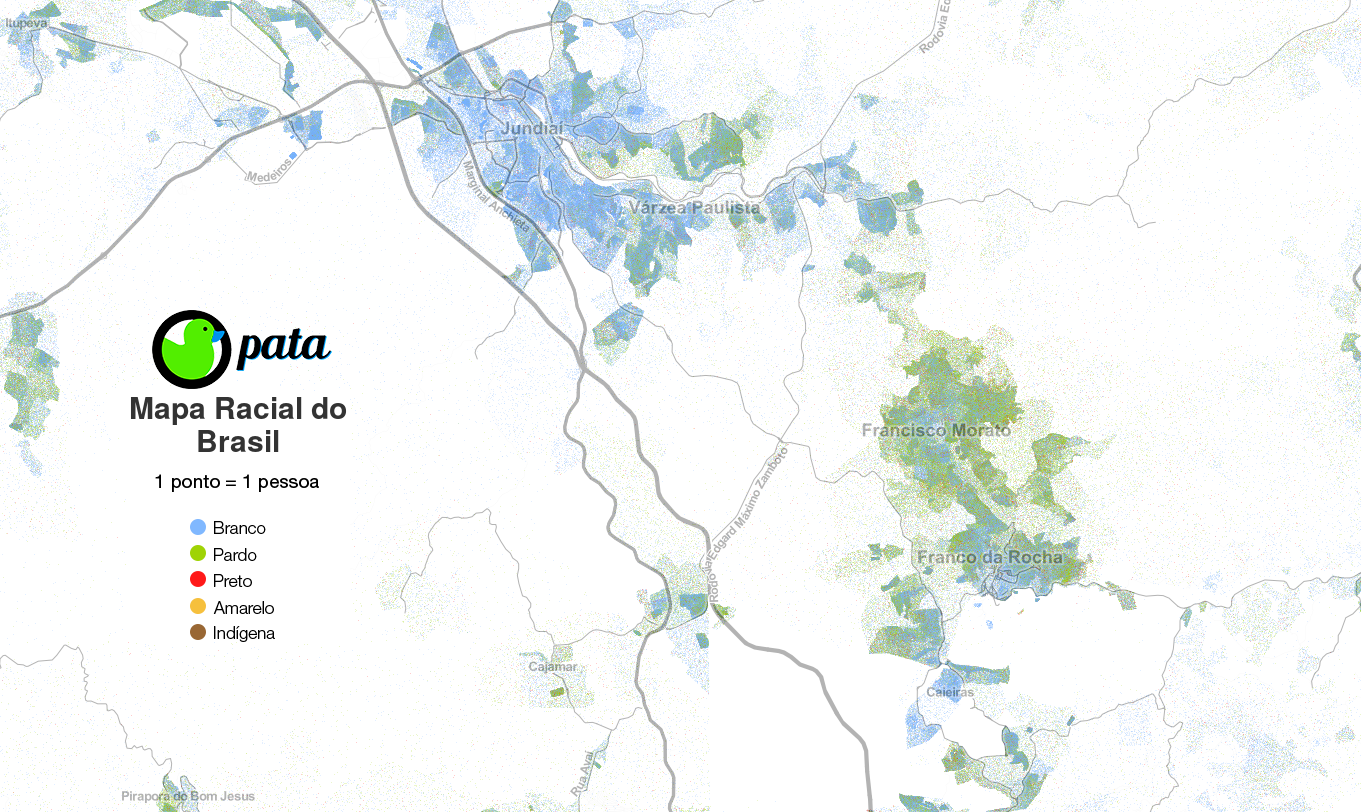 Itupeva
Rodovia Ed
Jundiaí
Medeiros
Marginal Anchieta
Várzea Paulista
pata
Mapa Racial do
Brasil
1 ponto = 1 pessoa
Branco
Pardo
Preto
Amarelo
Indígena
Francisco Morato
Rodovia Edgard Máximo Zamboto
Franco da Rocha
Cajamar
Caieiras
Rua Avaí
Pirapora do Bom Jesus